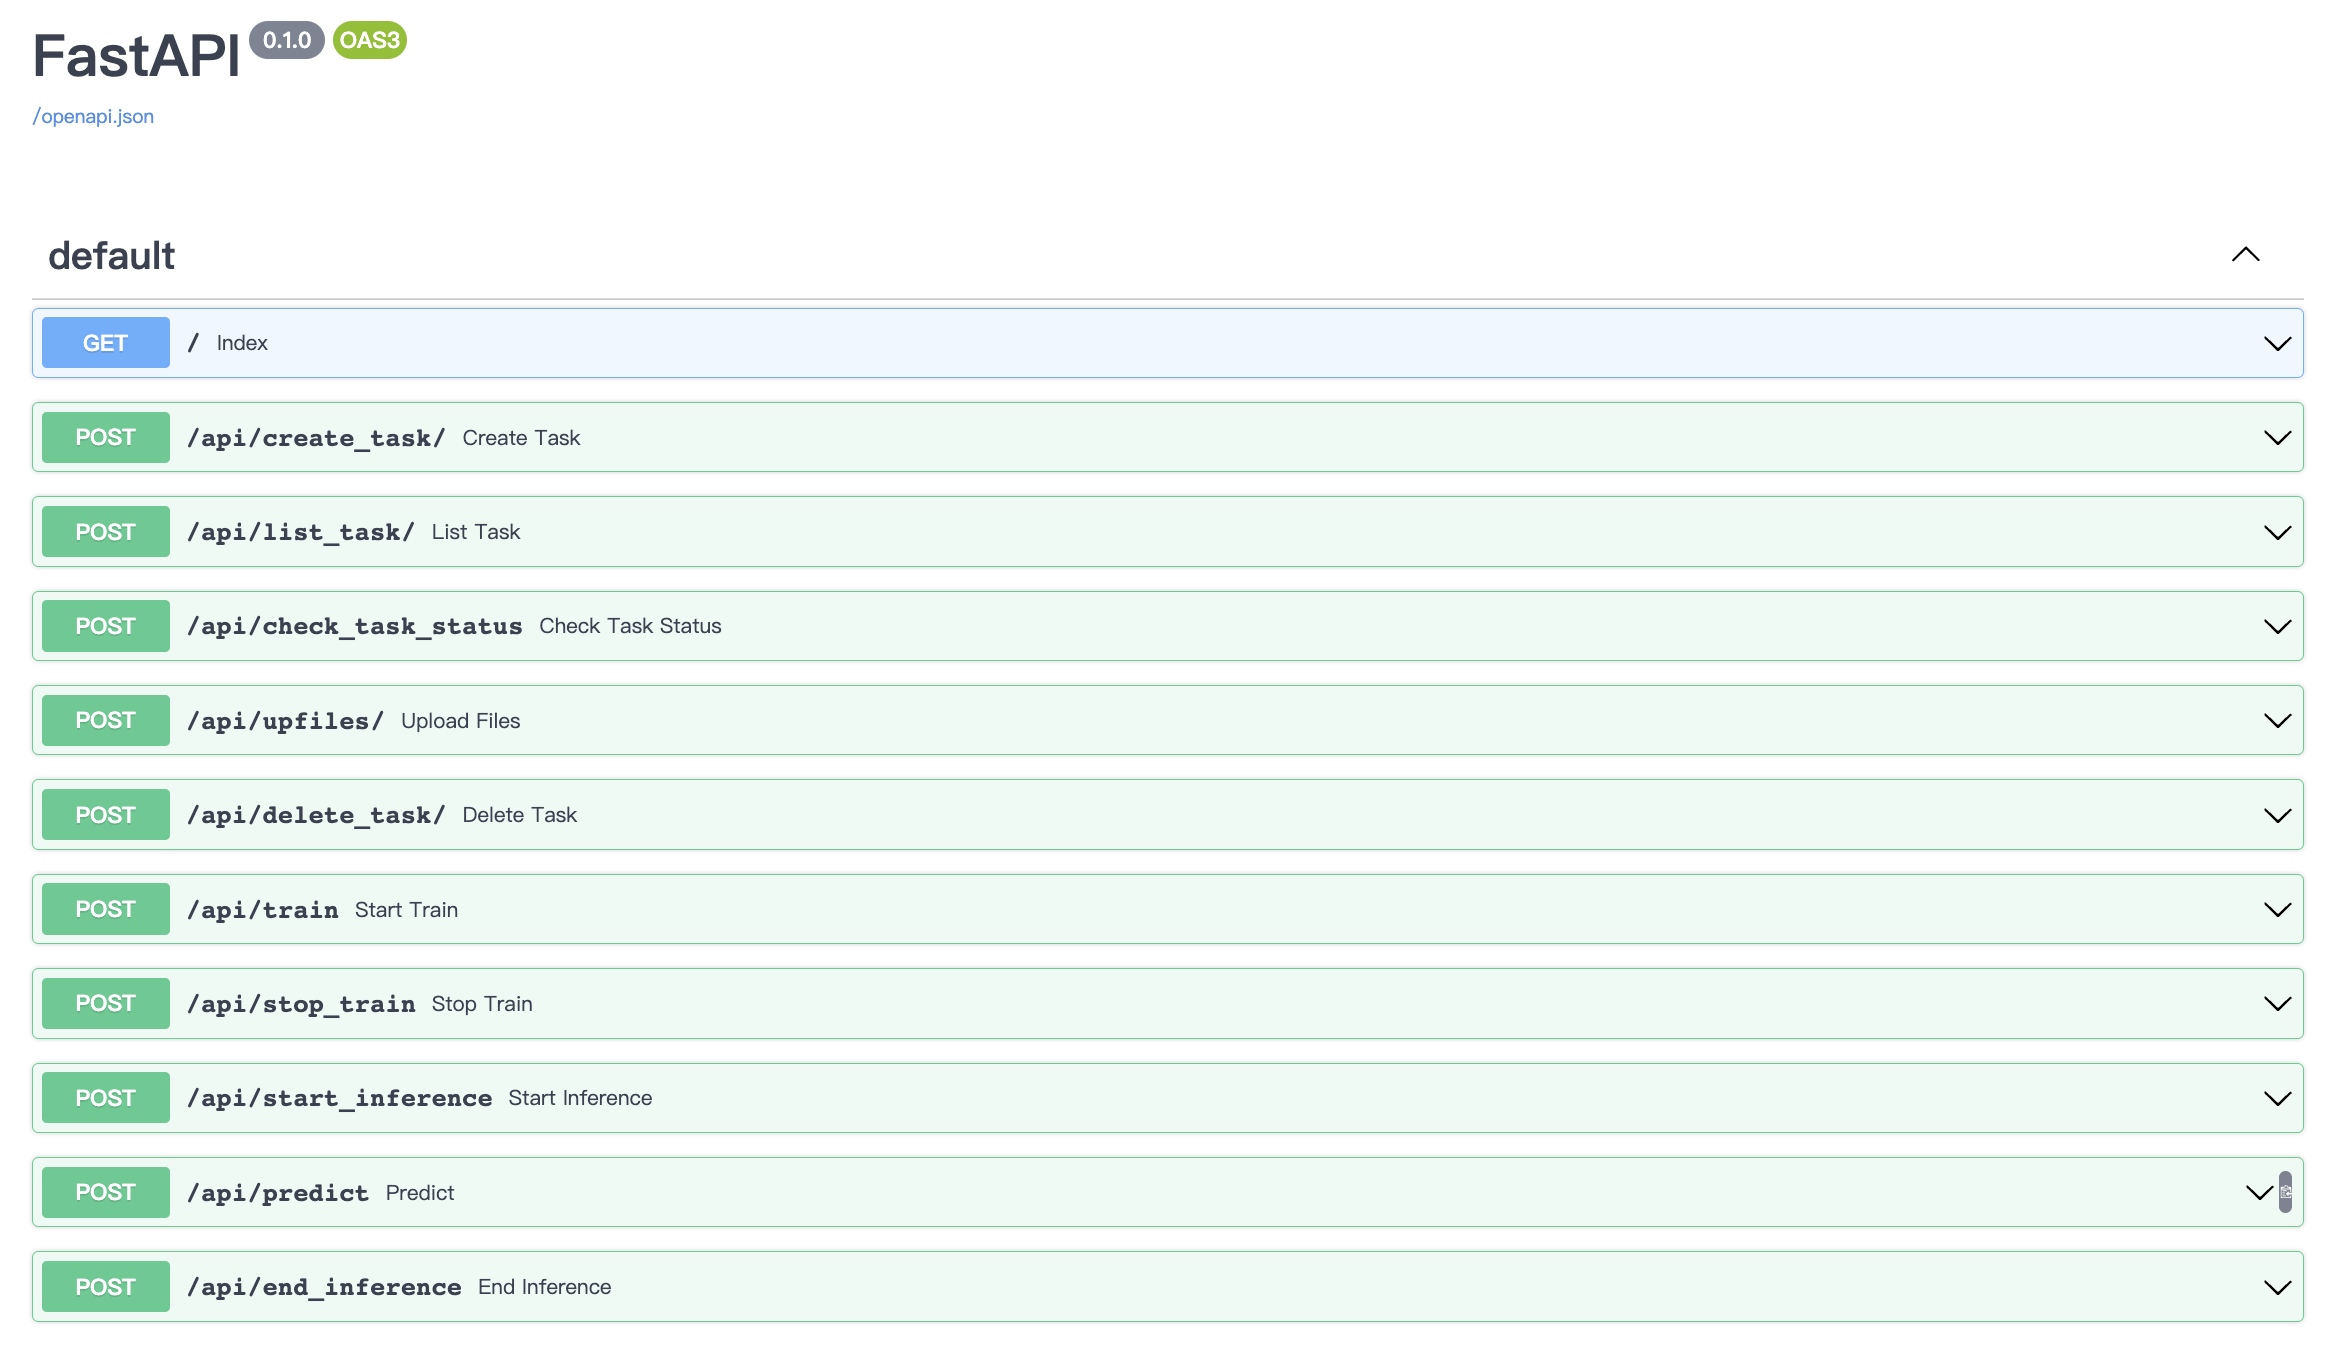 FastAPI 0.1.0 OAS3
/openapi.json
default
GET / Index
POST /api/create_task/ Create Task
POST /api/list_task/ List Task
POST /api/check_task_status Check Task Status
POST /api/upfiles/ Upload Files
POST /api/delete_task/ Delete Task
POST /api/train Start Train
POST /api/stop_train Stop Train
POST /api/start_inference Start Inference
POST /api/predict Predict
POST /api/end_inference End Inference